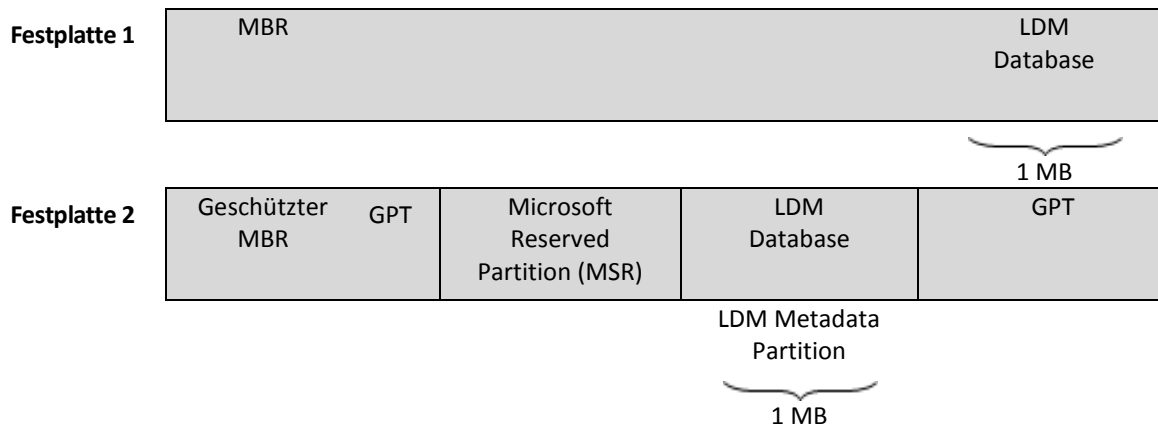 Festplatte 1
MBR
LDM
Database
1 MB
Festplatte 2
Geschützter
MBR
GPT
Microsoft
Reserved
Partition (MSR)
LDM
Database
GPT
LDM Metadata
Partition
1 MB